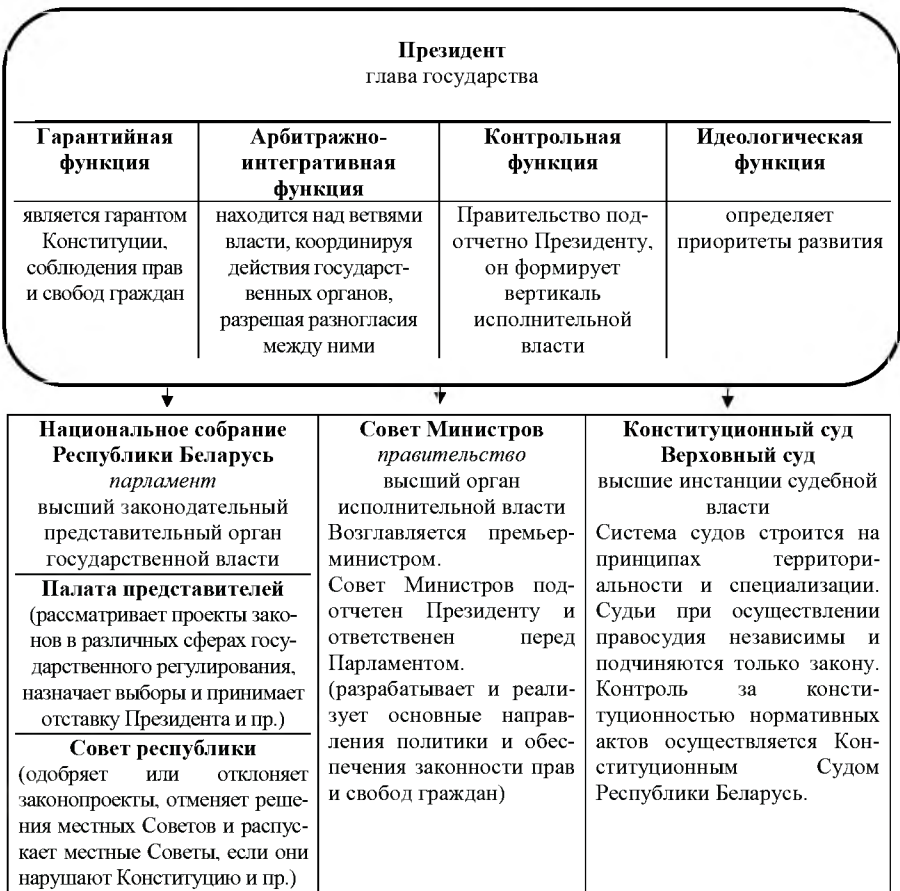 Президент
глава государства
Гарантийная
функция
является гарантом
Конституции,
соблюдения прав
и свобод граждан
Арбитражно-
интегративная
функция
находится над ветвями
власти, координируя
действия государст-
венных органов,
разрешая разногласия
между ними
Контрольная
функция
Правительство под-
отчетно Президенту,
он формирует
вертикаль
исполнительной
власти
Идеологическая
функция
определяет
приоритеты развития
Национальное собрание
Республики Беларусь
парламент
высший законодательный
представительный орган
государственной власти
Палата представителей
(рассматривает проекты зако-
нов в различных сферах госу-
дарственного регулирования,
назначает выборы и принимает
отставку Президента и пр.)
Совет республики
(одобряет или отклоняет
законопроекты, отменяет реше-
ния местных Советов и распус-
кает местные Советы, если они
нарушают Конституцию и пр.)
Совет Министров
правительство
высший орган
исполнительной власти
Возглавляется премьер-
министром.
Совет Министров под-
отчетен Президенту и
ответственен перед
Парламентом.
(разрабатывает и реали-
зует основные направ-
ления политики и обес-
печения законности прав
и свобод граждан)
Конституционный суд
Верховный суд
высшие инстанции судебной
власти
Система судов строится на
принципах территори-
альности и специализации.
Судьи при осуществлении
правосудия независимы и
подчиняются только закону.
Контроль за консти-
туционностью нормативных
актов осуществляется Кон-
ституционным Судом
Республики Беларусь.